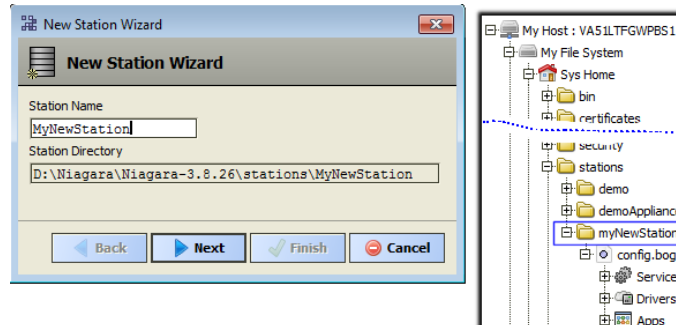 New Station Wizard
New Station Wizard
Station Name
MyNewStation
Station Directory
D:\Niagara\Niagara-3.8.26\stations\MyNewStation
Back
Next
Finish
Cancel
My Host : VA51LTFGWPBS1
My File System
Sys Home
bin
certificates
security
stations
demo
demoAppliance
myNewStation
config.bog
Service
Drivers
Apps